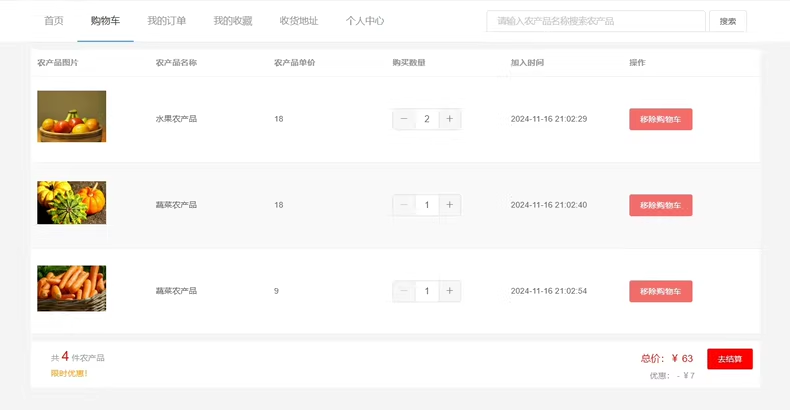 首页 购物车 我的订单 我的收藏 收货地址 个人中心 请输入农产品名称搜索农产品 搜索
农产品图片 农产品名称 农产品单价 购买数量 加入时间 操作
水果农产品 18 － 2 + 2024-11-16 21:02:29 移除购物车
蔬菜农产品 18 － 1 + 2024-11-16 21:02:40 移除购物车
蔬菜农产品 9 － 1 + 2024-11-16 21:02:54 移除购物车
共 4 件农产品 总价：￥ 63 去结算
限时优惠! 优惠： - ￥7